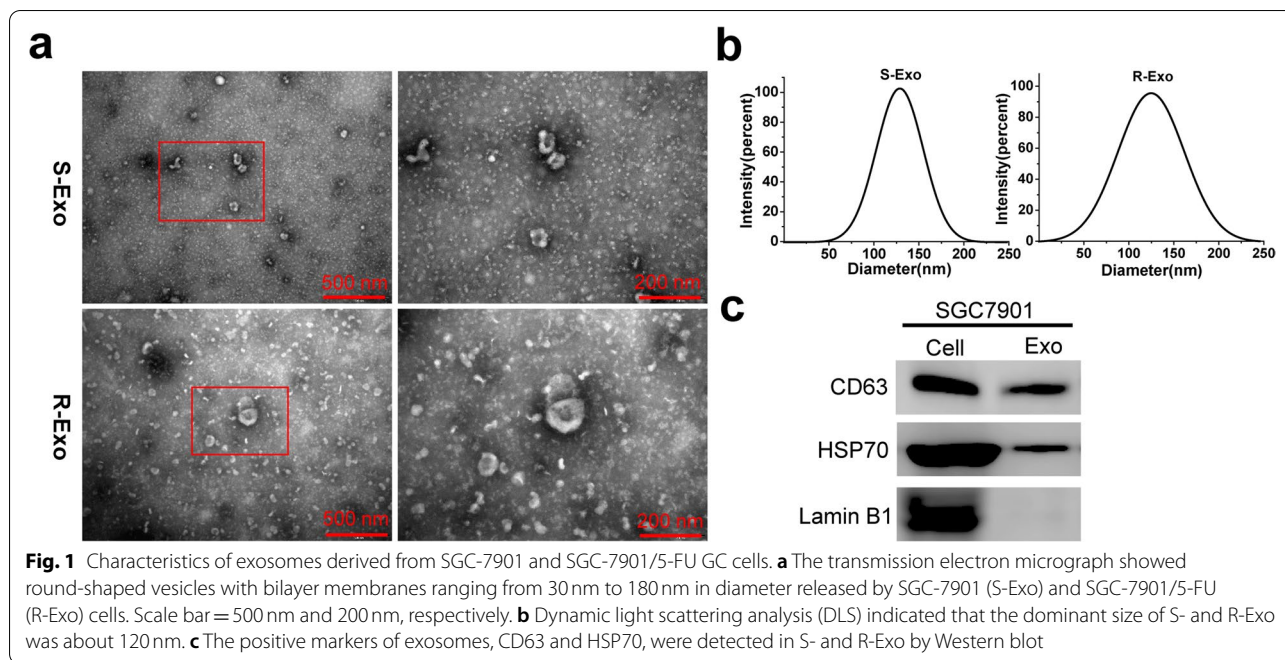 a
S-Exo
500 nm
200 nm
R-Exo
500 nm
200 nm
b
S-Exo
Intensity(percent)
100
80
60
40
20
0
0 50 100 150 200 250
Diameter(nm)
R-Exo
Intensity(percent)
100
80
60
40
20
0
50 100 150 200 250
Diameter(nm)
c
SGC7901
Cell Exo
CD63
HSP70
Lamin B1
Fig. 1 Characteristics of exosomes derived from SGC-7901 and SGC-7901/5-FU GC cells. a The transmission electron micrograph showed
round-shaped vesicles with bilayer membranes ranging from 30 nm to 180 nm in diameter released by SGC-7901 (S-Exo) and SGC-7901/5-FU
(R-Exo) cells. Scale bar = 500 nm and 200 nm, respectively. b Dynamic light scattering analysis (DLS) indicated that the dominant size of S- and R-Exo
was about 120 nm. c The positive markers of exosomes, CD63 and HSP70, were detected in S- and R-Exo by Western blot